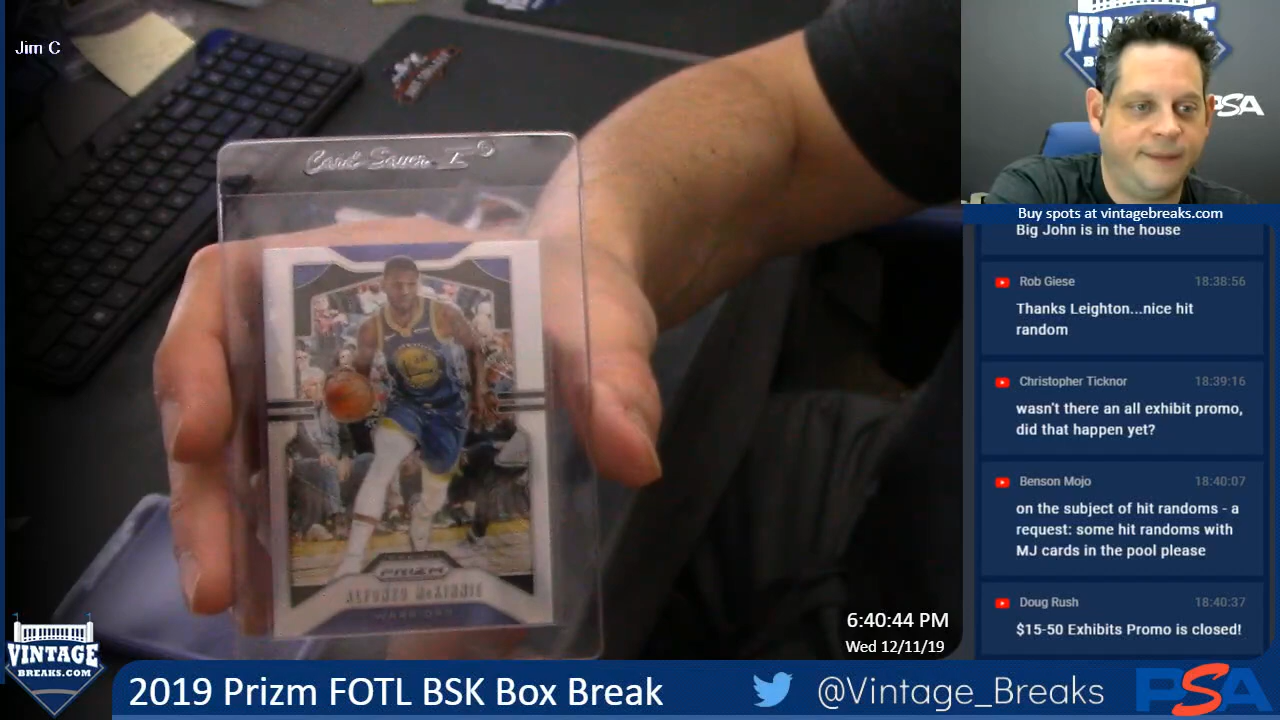 Jim C
Card Saver I
PRIZM
ALFONZO McKINNIE
WARRIORS
VINTAGE
BREAKS.COM
VINTAGE
BREAKS
PSA
Buy spots at vintagebreaks.com
Big John is in the house
Rob Giese 18:38:56
Thanks Leighton...nice hit
random
Christopher Ticknor 18:39:16
wasn't there an all exhibit promo,
did that happen yet?
Benson Mojo 18:40:07
on the subject of hit randoms - a
request: some hit randoms with
MJ cards in the pool please
Doug Rush 18:40:37
$15-50 Exhibits Promo is closed!
6:40:44 PM
Wed 12/11/19
2019 Prizm FOTL BSK Box Break
@Vintage_Breaks
PSA